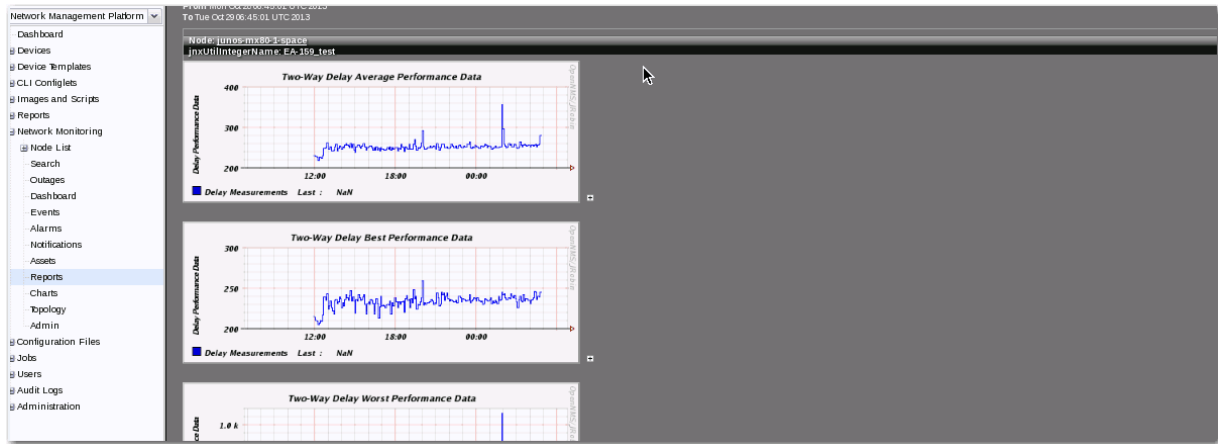 Network Management Platform
Dashboard
Devices
Device Templates
CLI Configlets
Images and Scripts
Reports
Network Monitoring
Node List
Search
Outages
Dashboard
Events
Alarms
Notifications
Assets
Reports
Charts
Topology
Admin
Configuration Files
Jobs
Users
Audit Logs
Administration
To Tue Oct 29 06:45:01 UTC 2013
Node: junos-mx80-1-space
jnxUtilIntegerName: EA-159_test
Two-Way Delay Average Performance Data
Delay Performance Data
400
300
200
12:00 18:00 00:00
Delay Measurements Last : NaN
OpenNMS/JRobin
Two-Way Delay Best Performance Data
Delay Performance Data
300
250
200
12:00 18:00 00:00
Delay Measurements Last : NaN
OpenNMS/JRobin
Two-Way Delay Worst Performance Data
1.0 k
Data